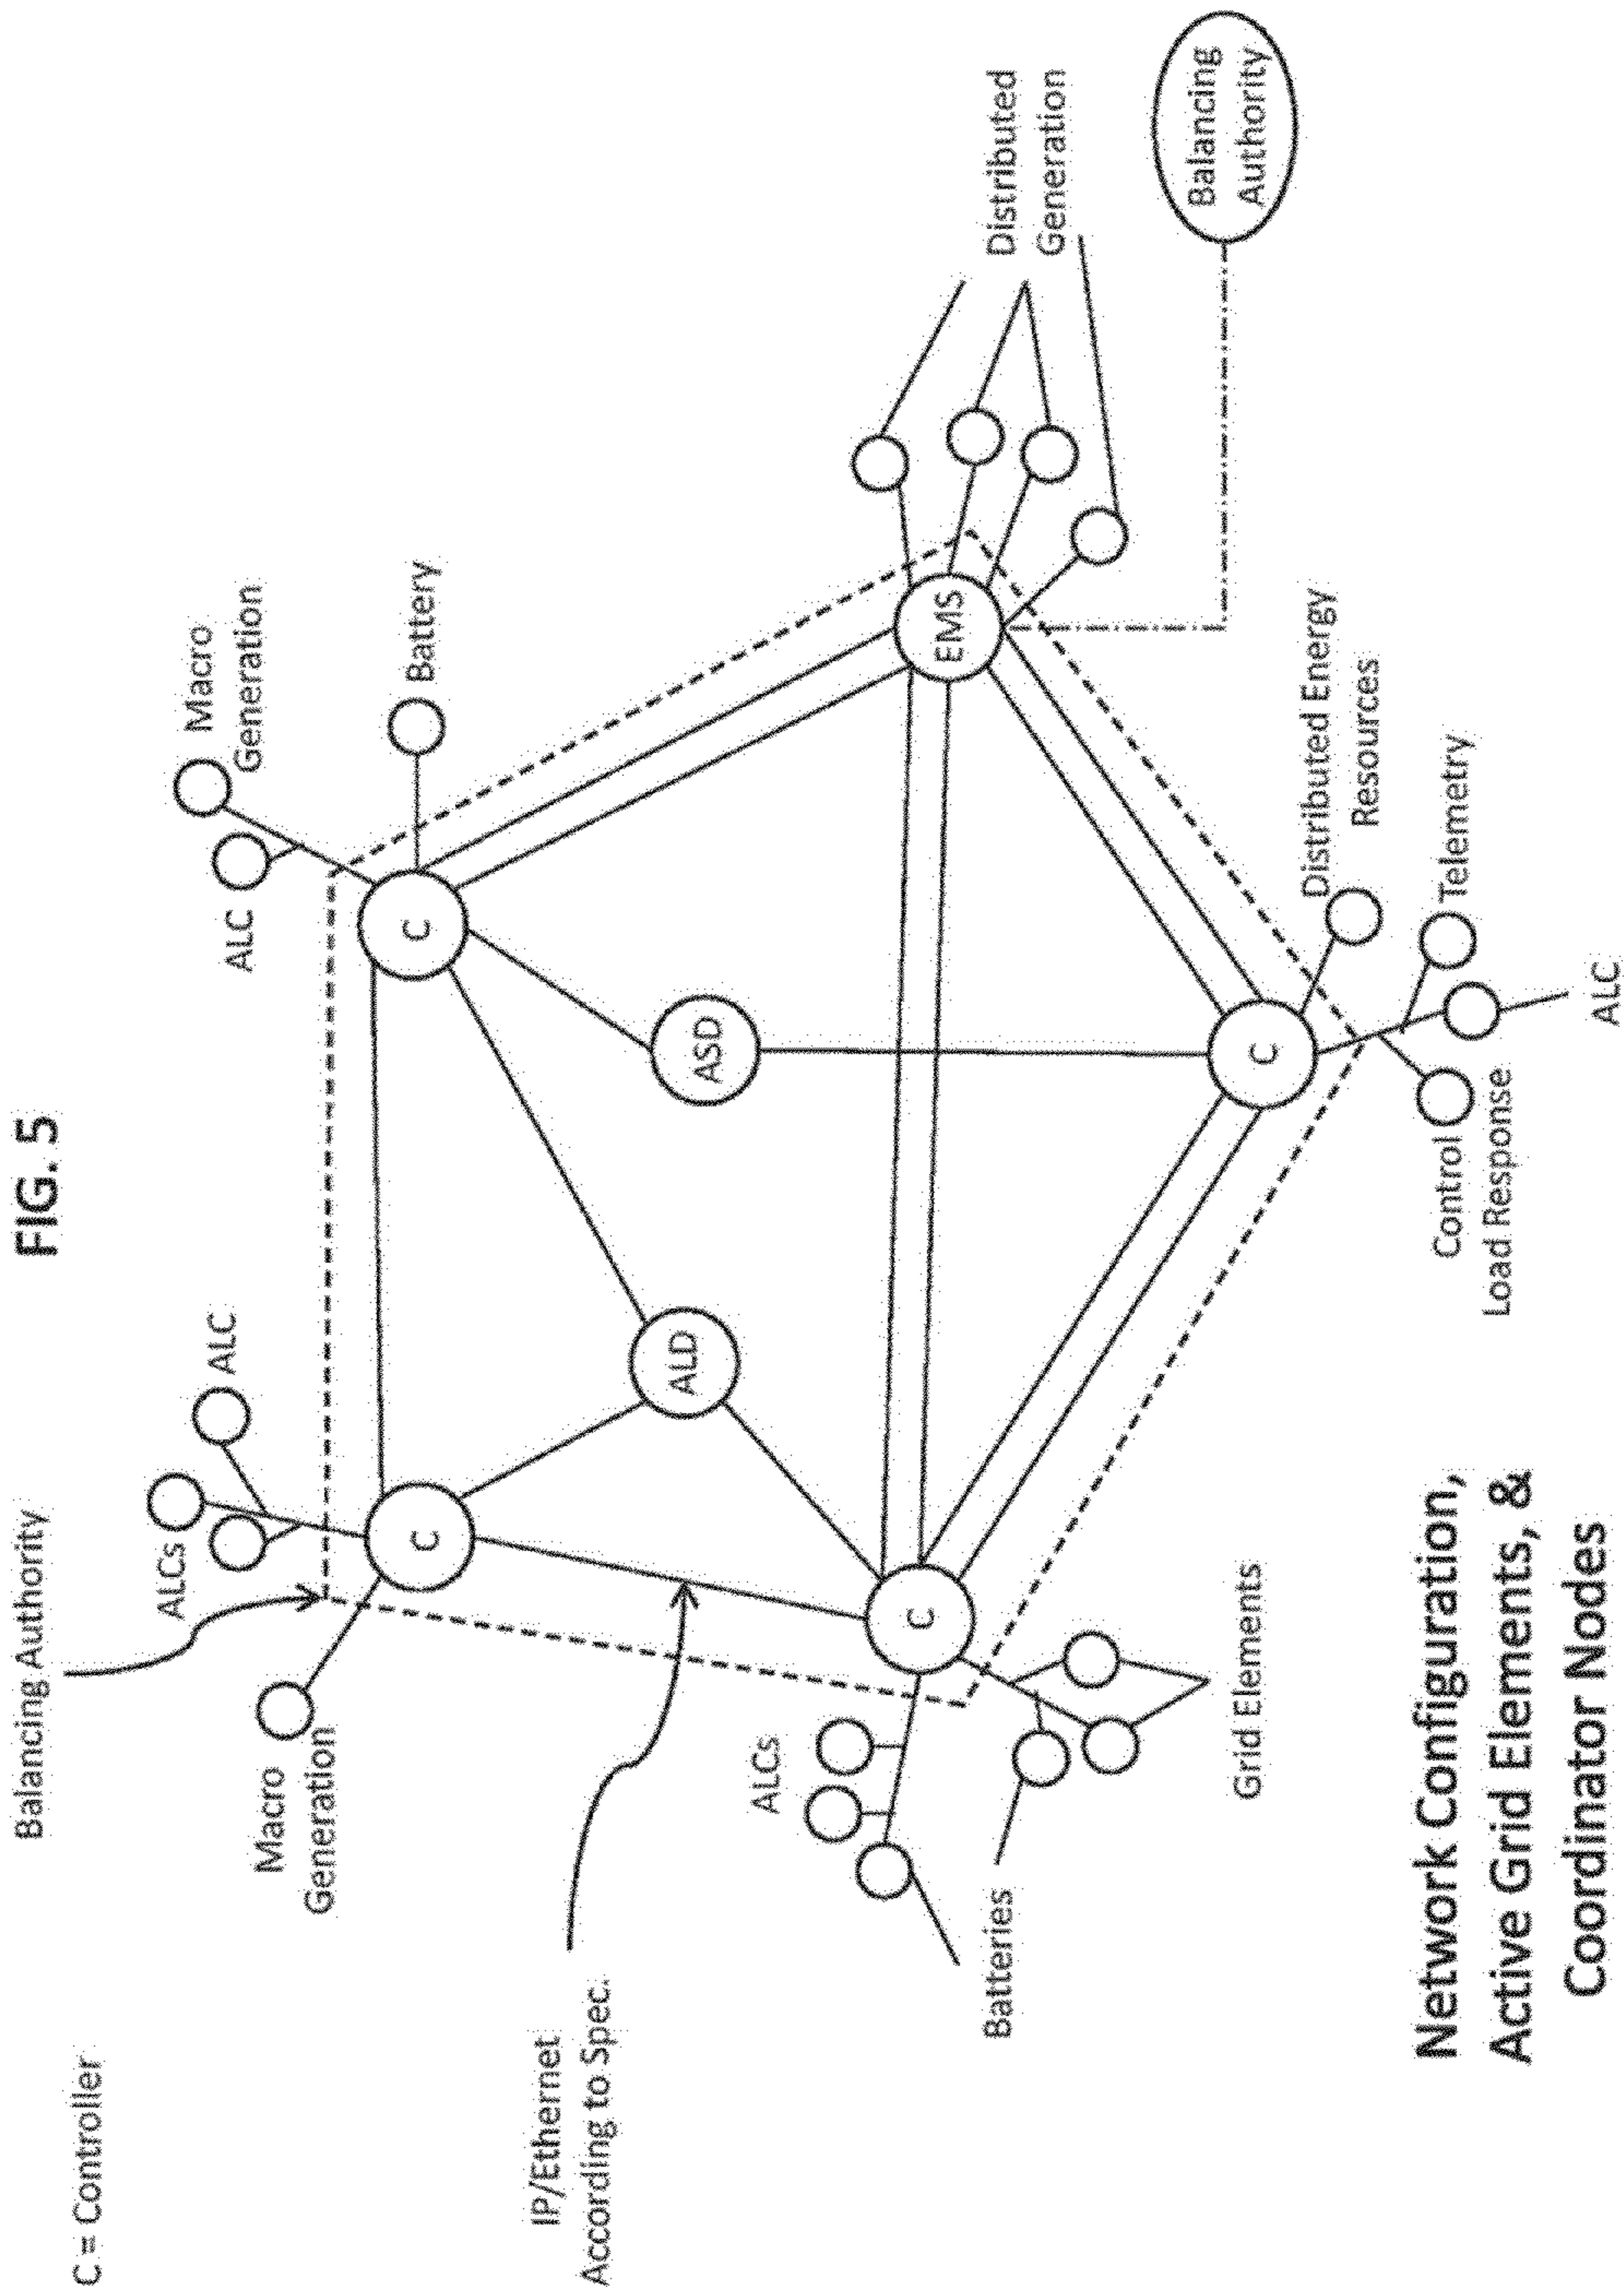 FIG. 5
C = Controller
Balancing Authority
IP/Ethernet
According to Spec.
Macro
Generation
ALCs
ALC
ALC
Macro
Generation
Battery
C
C
ALD
ASD
C
EMS
C
ALCs
Batteries
Grid Elements
Distributed
Generation
Balancing
Authority
Distributed Energy
Resources
Telemetry
ALC
Control
Load Response
Network Configuration,
Active Grid Elements, &
Coordinator Nodes